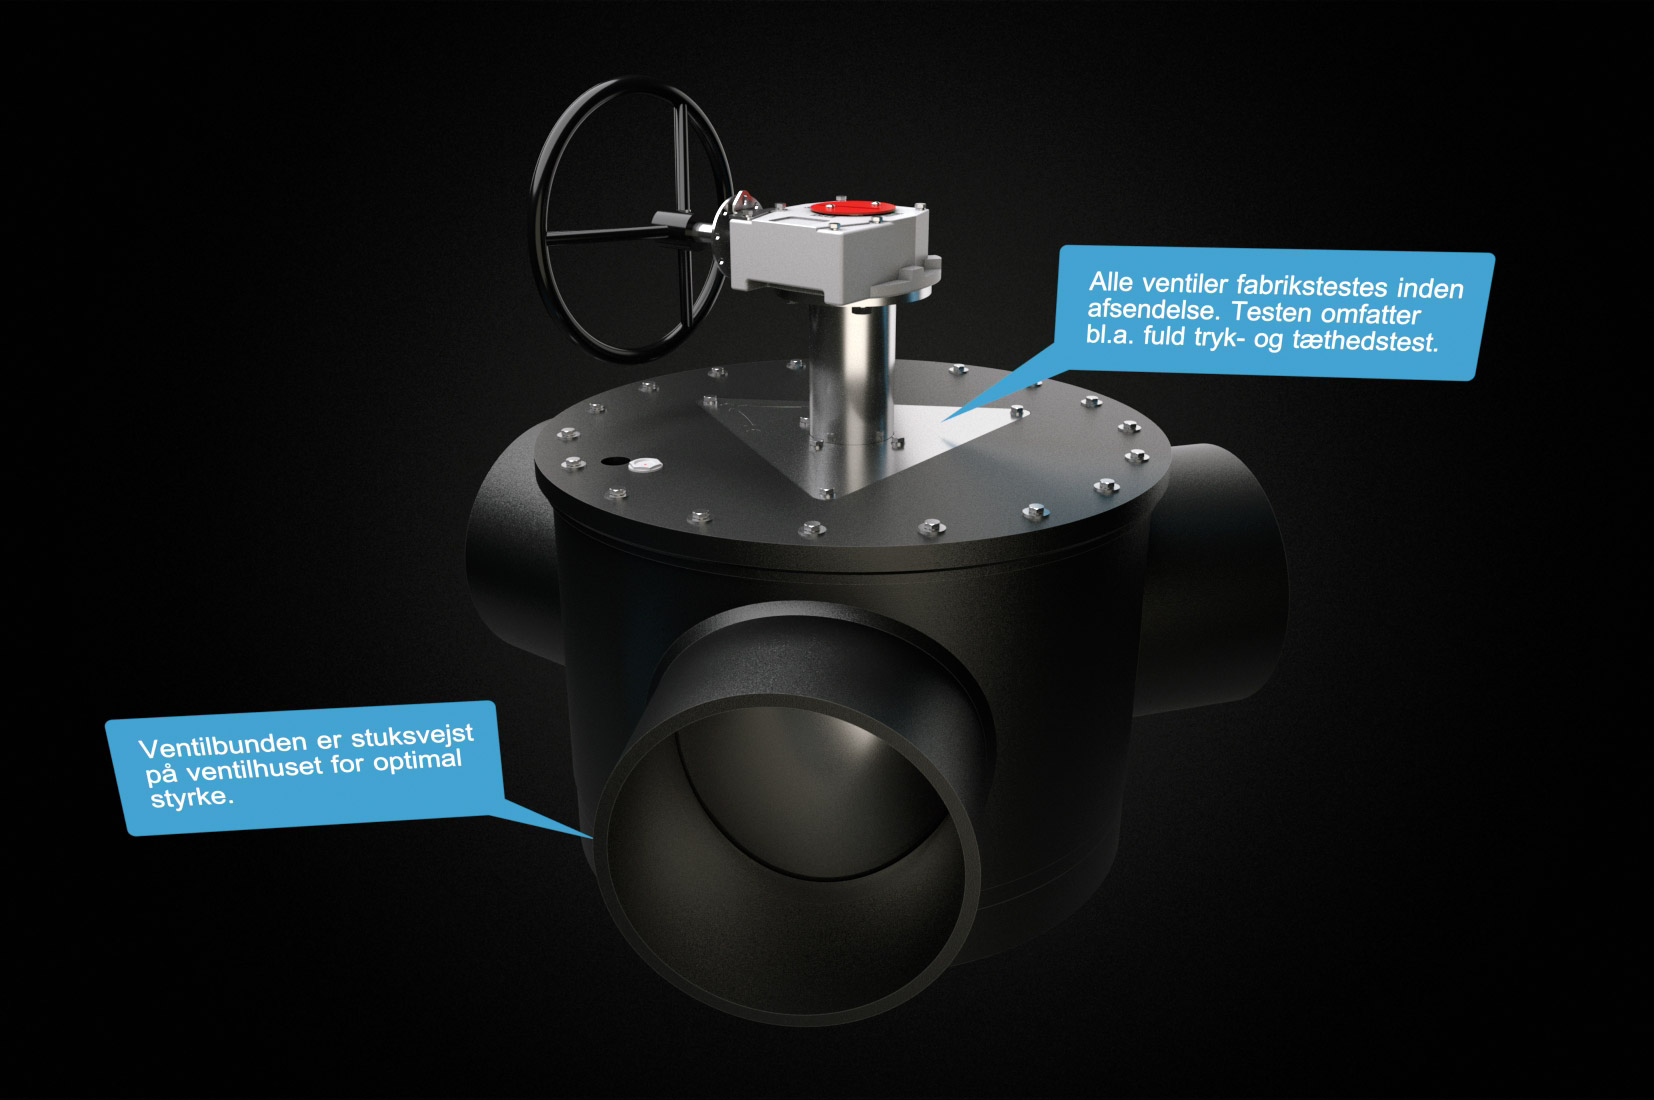 Alle ventiler fabrikstestes inden
afsendelse. Testen omfatter
bl.a. fuld tryk- og tæthedstest.
Ventilbunden er stuksvejst
på ventilhuset for optimal
styrke.